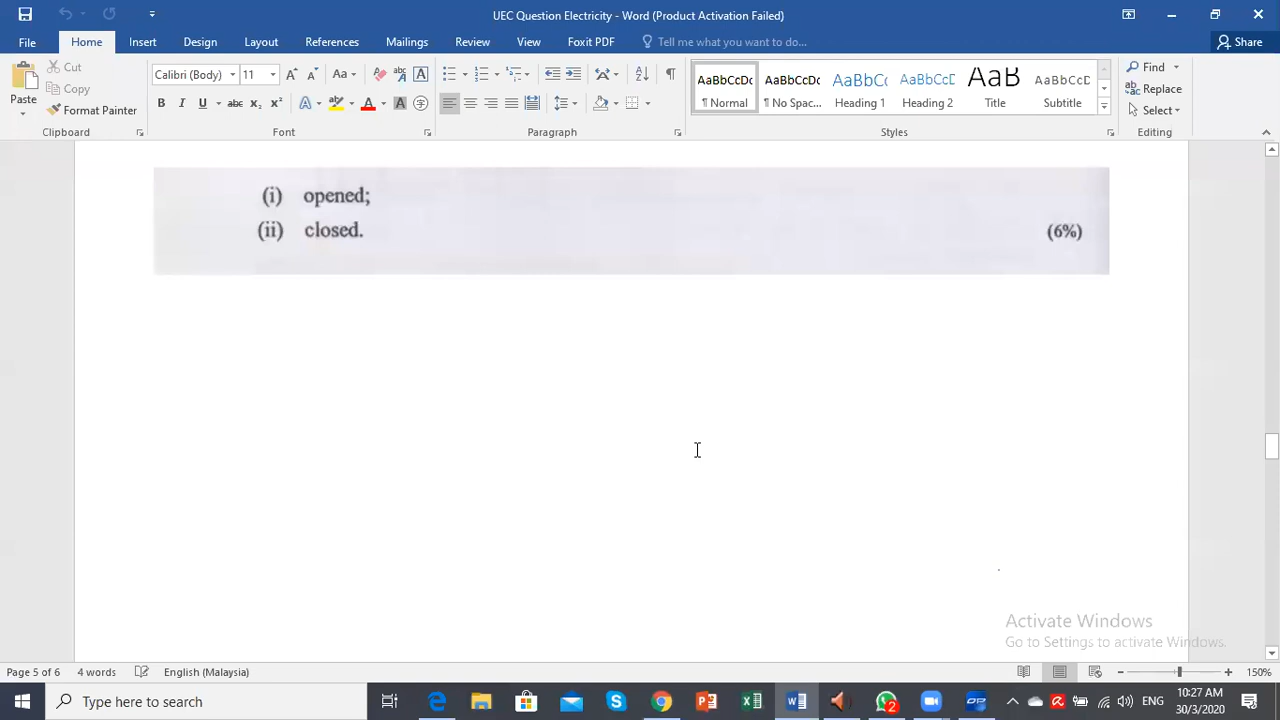 UEC Question Electricity - Word (Product Activation Failed)
File Home Insert Design Layout References Mailings Review View Foxit PDF Tell me what you want to do... Share
Paste
Cut
Copy
Format Painter
Clipboard
Calibri (Body) 11
Font
Paragraph
AaBbCcDc ¶ Normal
AaBbCcDc ¶ No Spac...
AaBbCc Heading 1
AaBbCcD Heading 2
AaB Title
AaBbCcD Subtitle
Styles
Find
Replace
Select
Editing
(i) opened;
(ii) closed. (6%)
Activate Windows
Go to Settings to activate Windows.
Page 5 of 6 4 words English (Malaysia) 150%
Type here to search
2
ENG
10:27 AM
30/3/2020